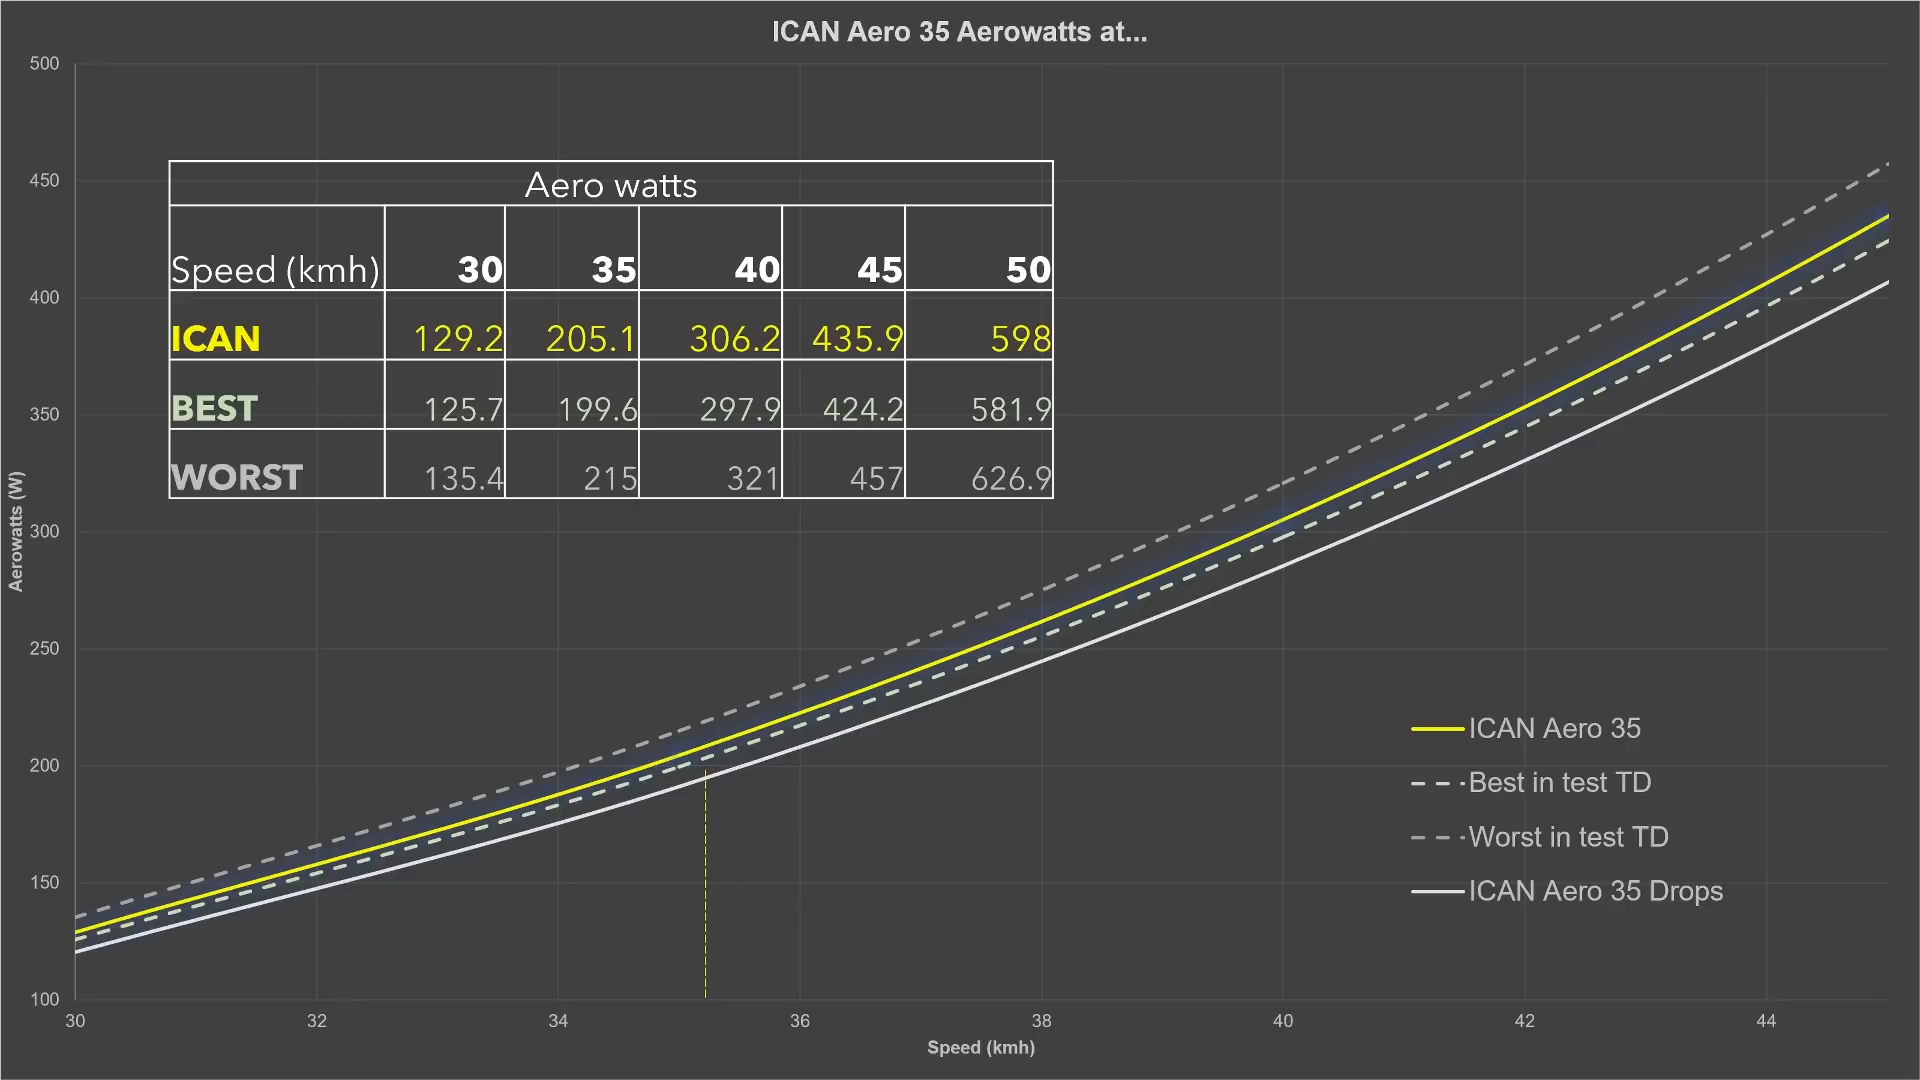 ICAN Aero 35 Aerowatts at...
500
450
400
350
300
250
200
150
100
Aerowatts (W)
Aero watts
Speed (kmh) 30 35 40 45 50
ICAN 129.2 205.1 306.2 435.9 598
BEST 125.7 199.6 297.9 424.2 581.9
WORST 135.4 215 321 457 626.9
ICAN Aero 35
Best in test TD
Worst in test TD
ICAN Aero 35 Drops
30 32 34 36 38 40 42 44
Speed (kmh)